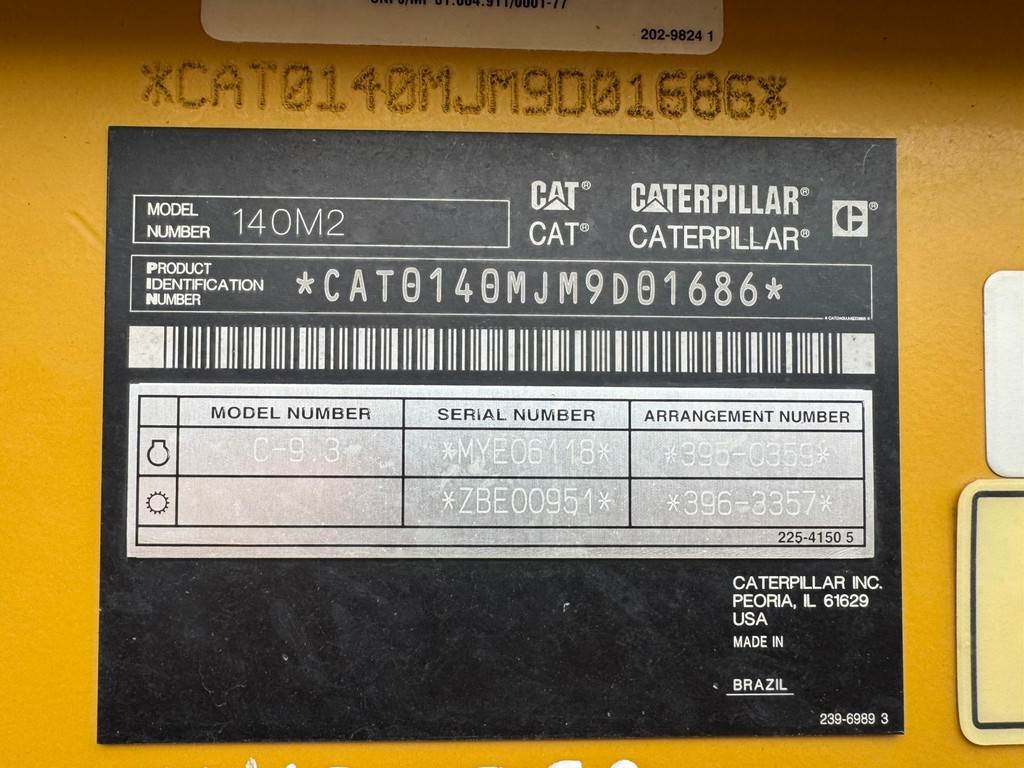 202-9824 1
*CAT0140MJM9D01686*
MODEL NUMBER 140M2
CAT® CATERPILLAR®
CAT® CATERPILLAR®
PRODUCT IDENTIFICATION NUMBER *CAT0140MJM9D01686*
MODEL NUMBER SERIAL NUMBER ARRANGEMENT NUMBER
C-9.3 *MYE06118* *395-0359*
*ZBE00951* *396-3357*
225-4150 5
CATERPILLAR INC.
PEORIA, IL 61629
USA
MADE IN
BRAZIL
239-6989 3